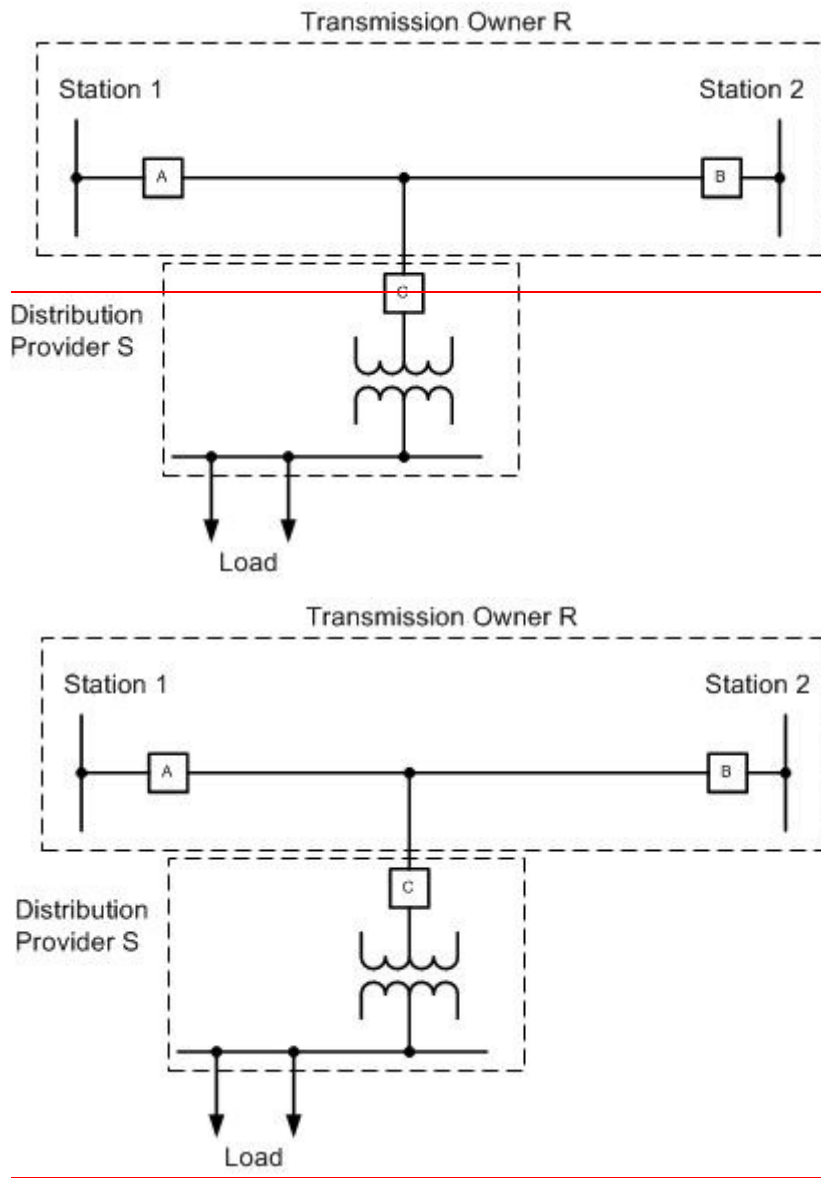 Transmission Owner R
Station 1
Station 2
A
B
C
Distribution
Provider S
Load
Transmission Owner R
Station 1
Station 2
A
B
C
Distribution
Provider S
Load